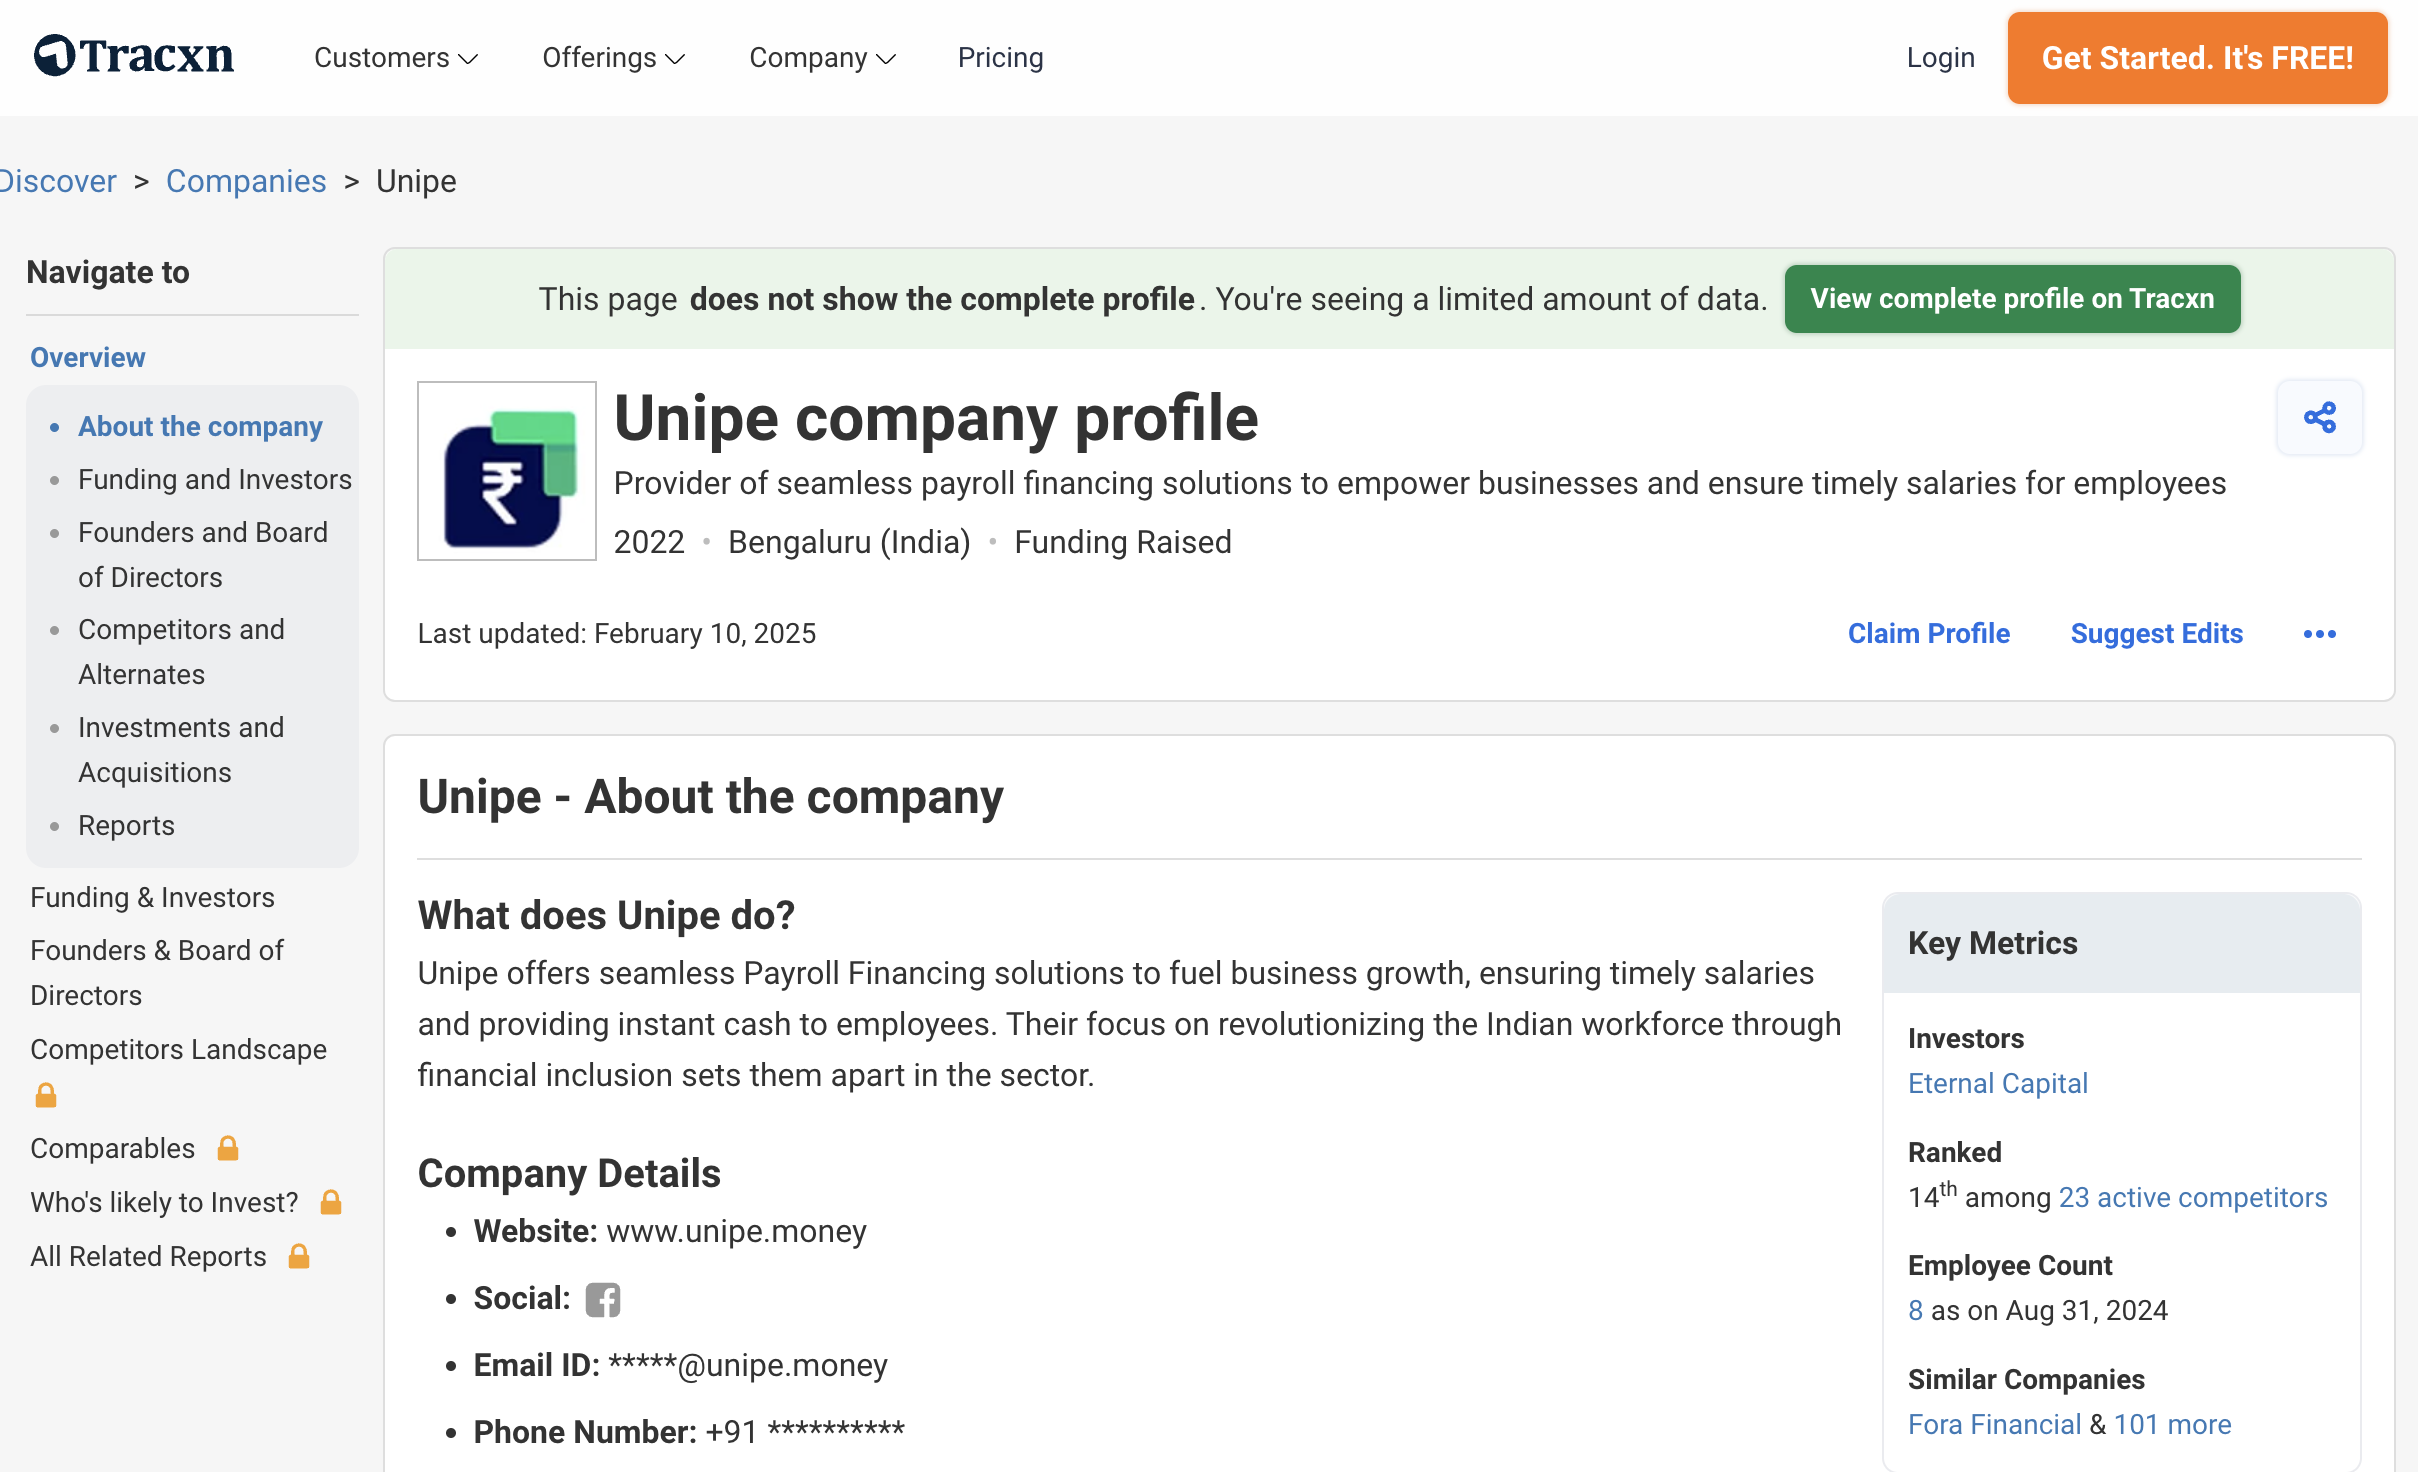 Tracxn
Customers
Offerings
Company
Pricing
Login
Get Started. It's FREE!
Discover > Companies > Unipe
Navigate to
Overview
About the company
Funding and Investors
Founders and Board
of Directors
Competitors and
Alternates
Investments and
Acquisitions
Reports
Funding & Investors
Founders & Board of
Directors
Competitors Landscape
Comparables
Who's likely to Invest?
All Related Reports
This page does not show the complete profile. You're seeing a limited amount of data.
View complete profile on Tracxn
₹
Unipe company profile
Provider of seamless payroll financing solutions to empower businesses and ensure timely salaries for employees
2022 • Bengaluru (India) • Funding Raised
Last updated: February 10, 2025
Claim Profile
Suggest Edits
Unipe - About the company
What does Unipe do?
Unipe offers seamless Payroll Financing solutions to fuel business growth, ensuring timely salaries
and providing instant cash to employees. Their focus on revolutionizing the Indian workforce through
financial inclusion sets them apart in the sector.
Company Details
Website: www.unipe.money
Social:
Email ID: *****@unipe.money
Phone Number: +91 **********
Key Metrics
Investors
Eternal Capital
Ranked
14th among 23 active competitors
Employee Count
8 as on Aug 31, 2024
Similar Companies
Fora Financial & 101 more